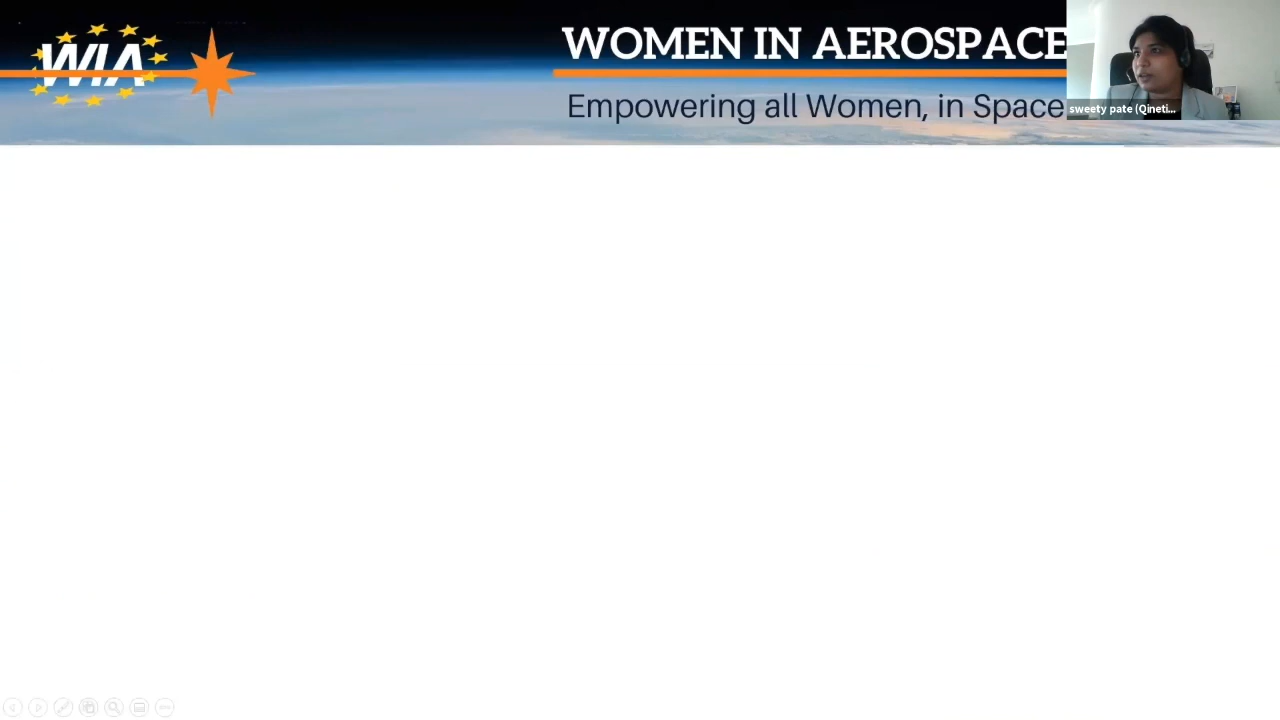 WIA
WOMEN IN AEROSPACE
Empowering all Women, in Space
sweety pate (Qineti...